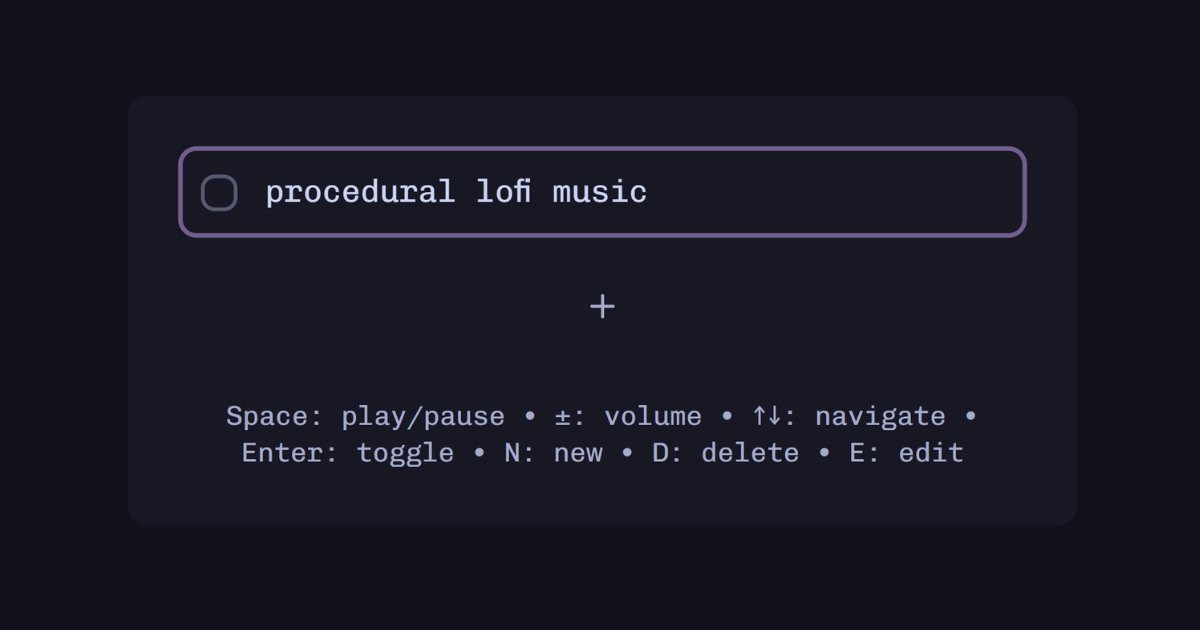 procedural lofi music
+
Space: play/pause • ±: volume • ↑↓: navigate •
Enter: toggle • N: new • D: delete • E: edit